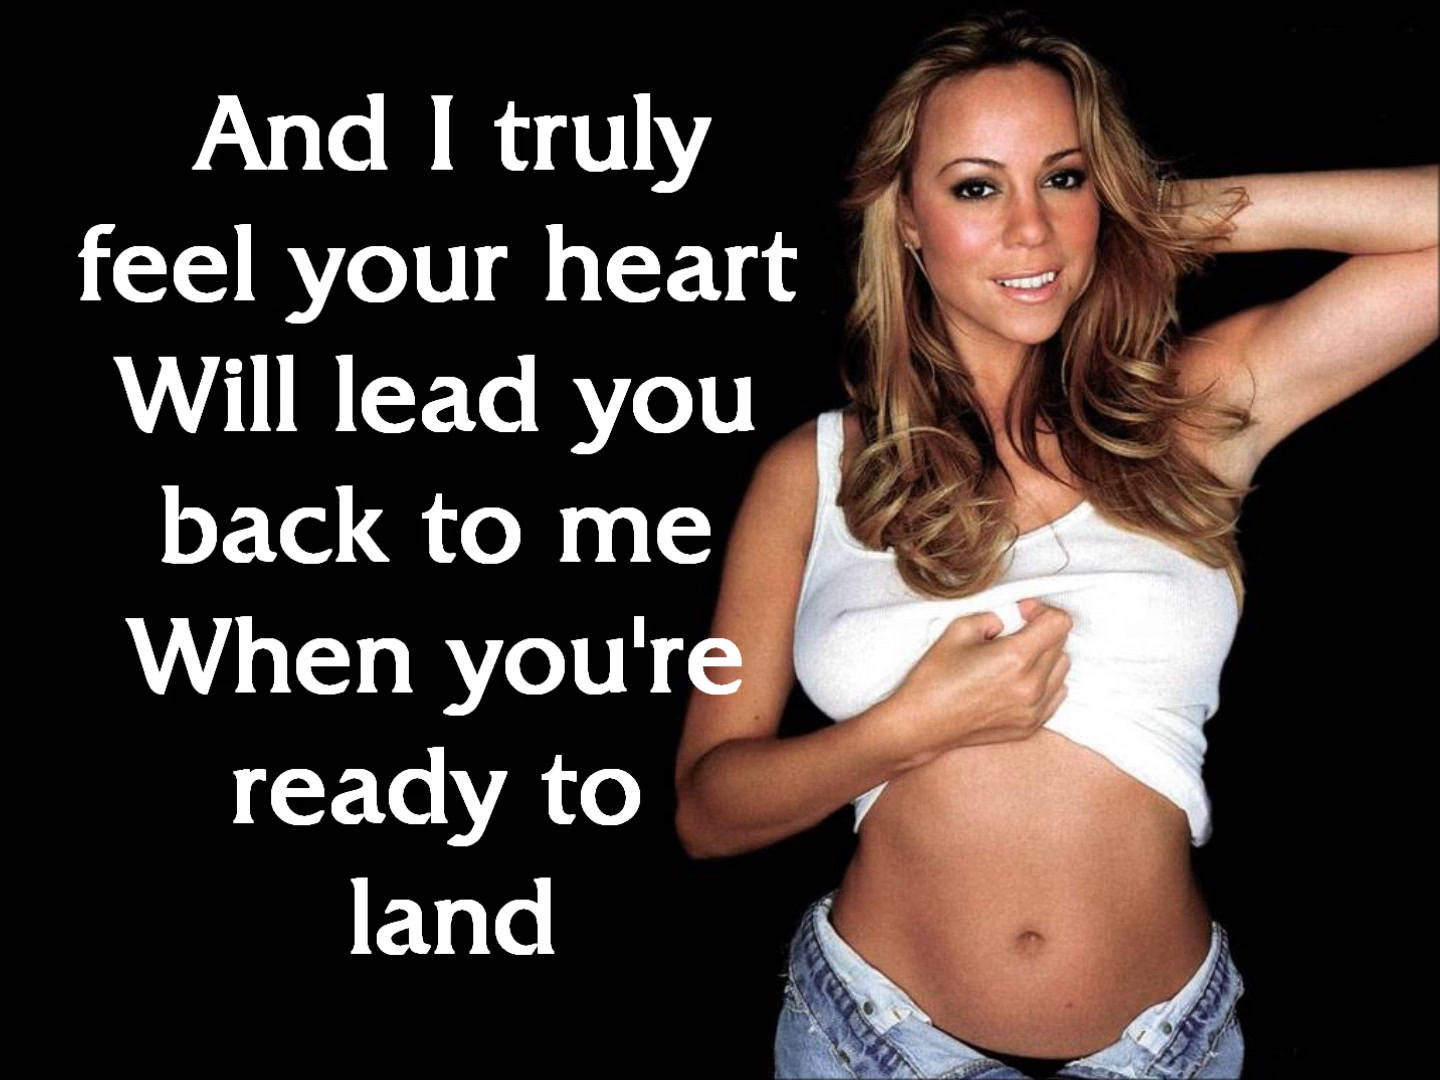 And I truly
feel your heart
Will lead you
back to me
When you're
ready to
land